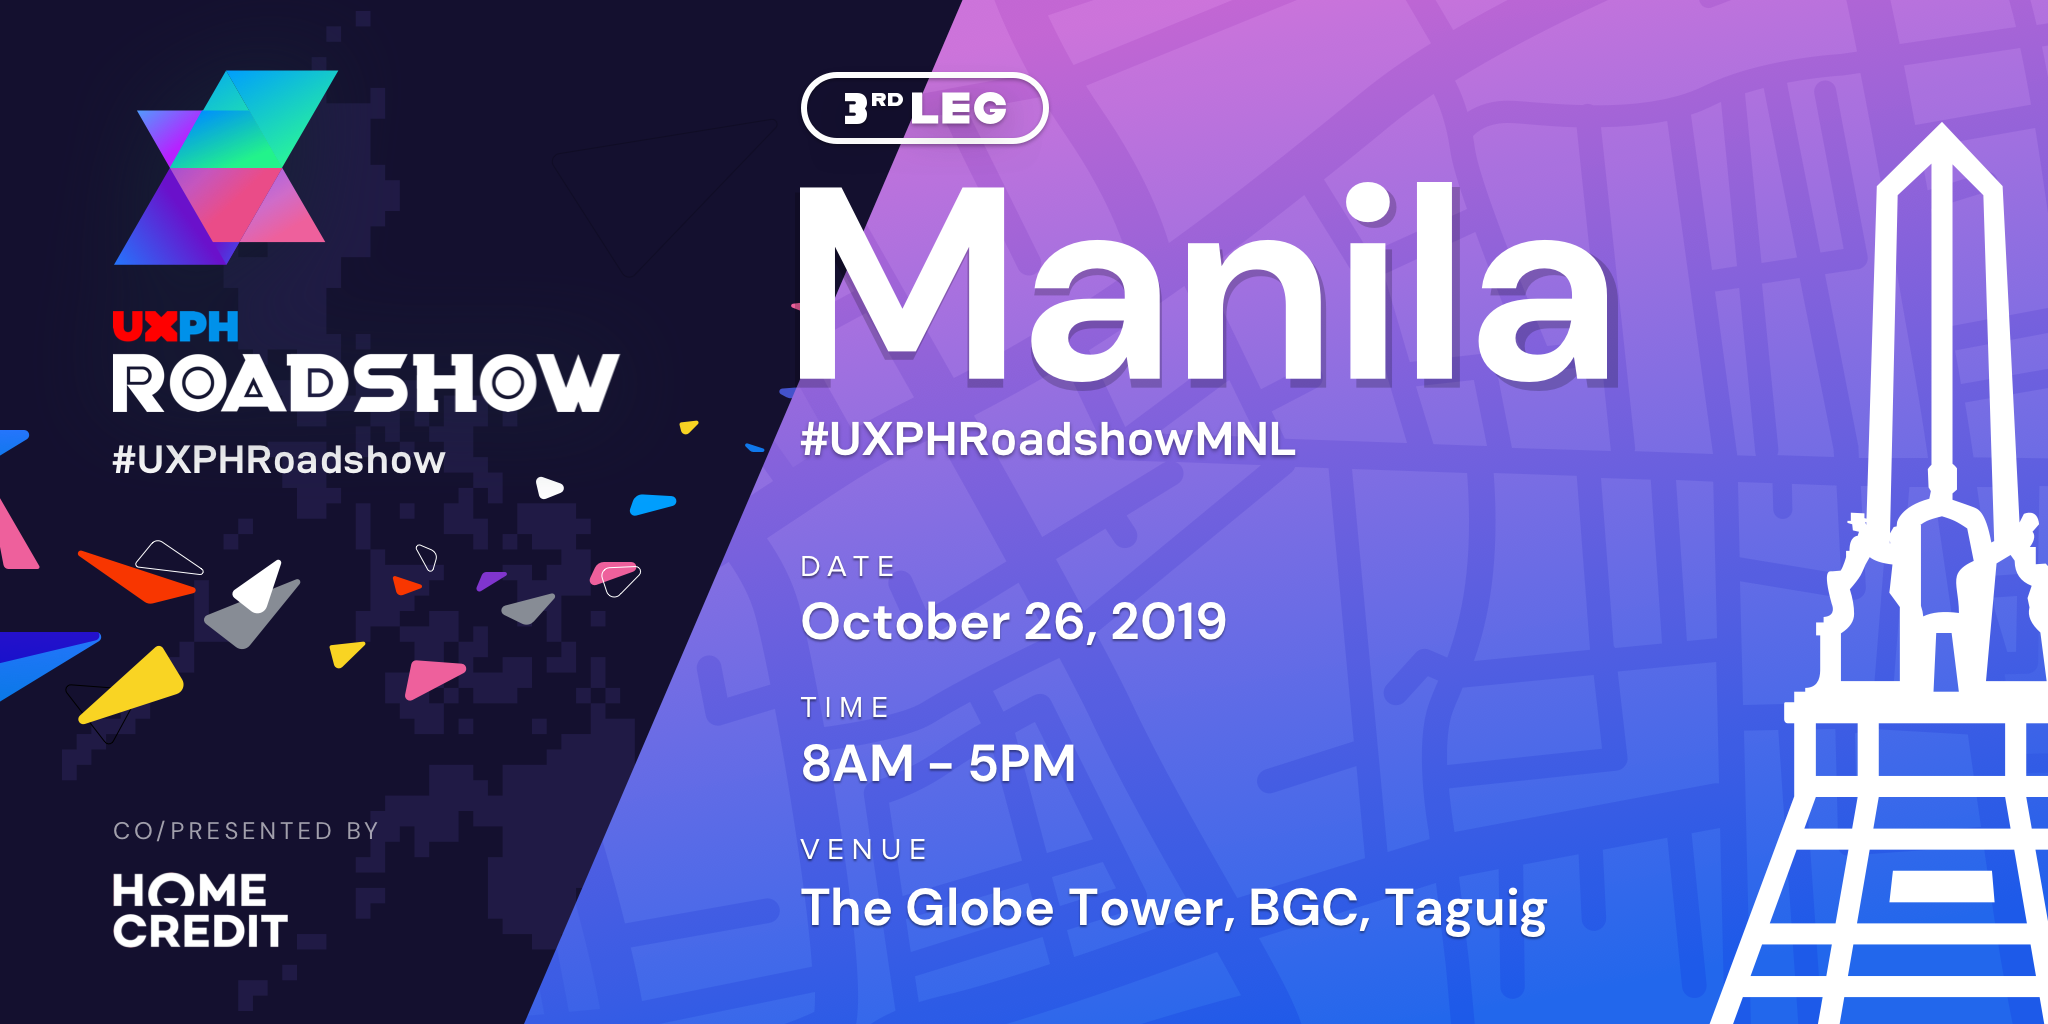 UXPH
ROADSHOW
#UXPHRoadshow
CO/PRESENTED BY
HOME
CREDIT
3RD LEG
Manila
#UXPHRoadshowMNL
DATE
October 26, 2019
TIME
8AM – 5PM
VENUE
The Globe Tower, BGC, Taguig